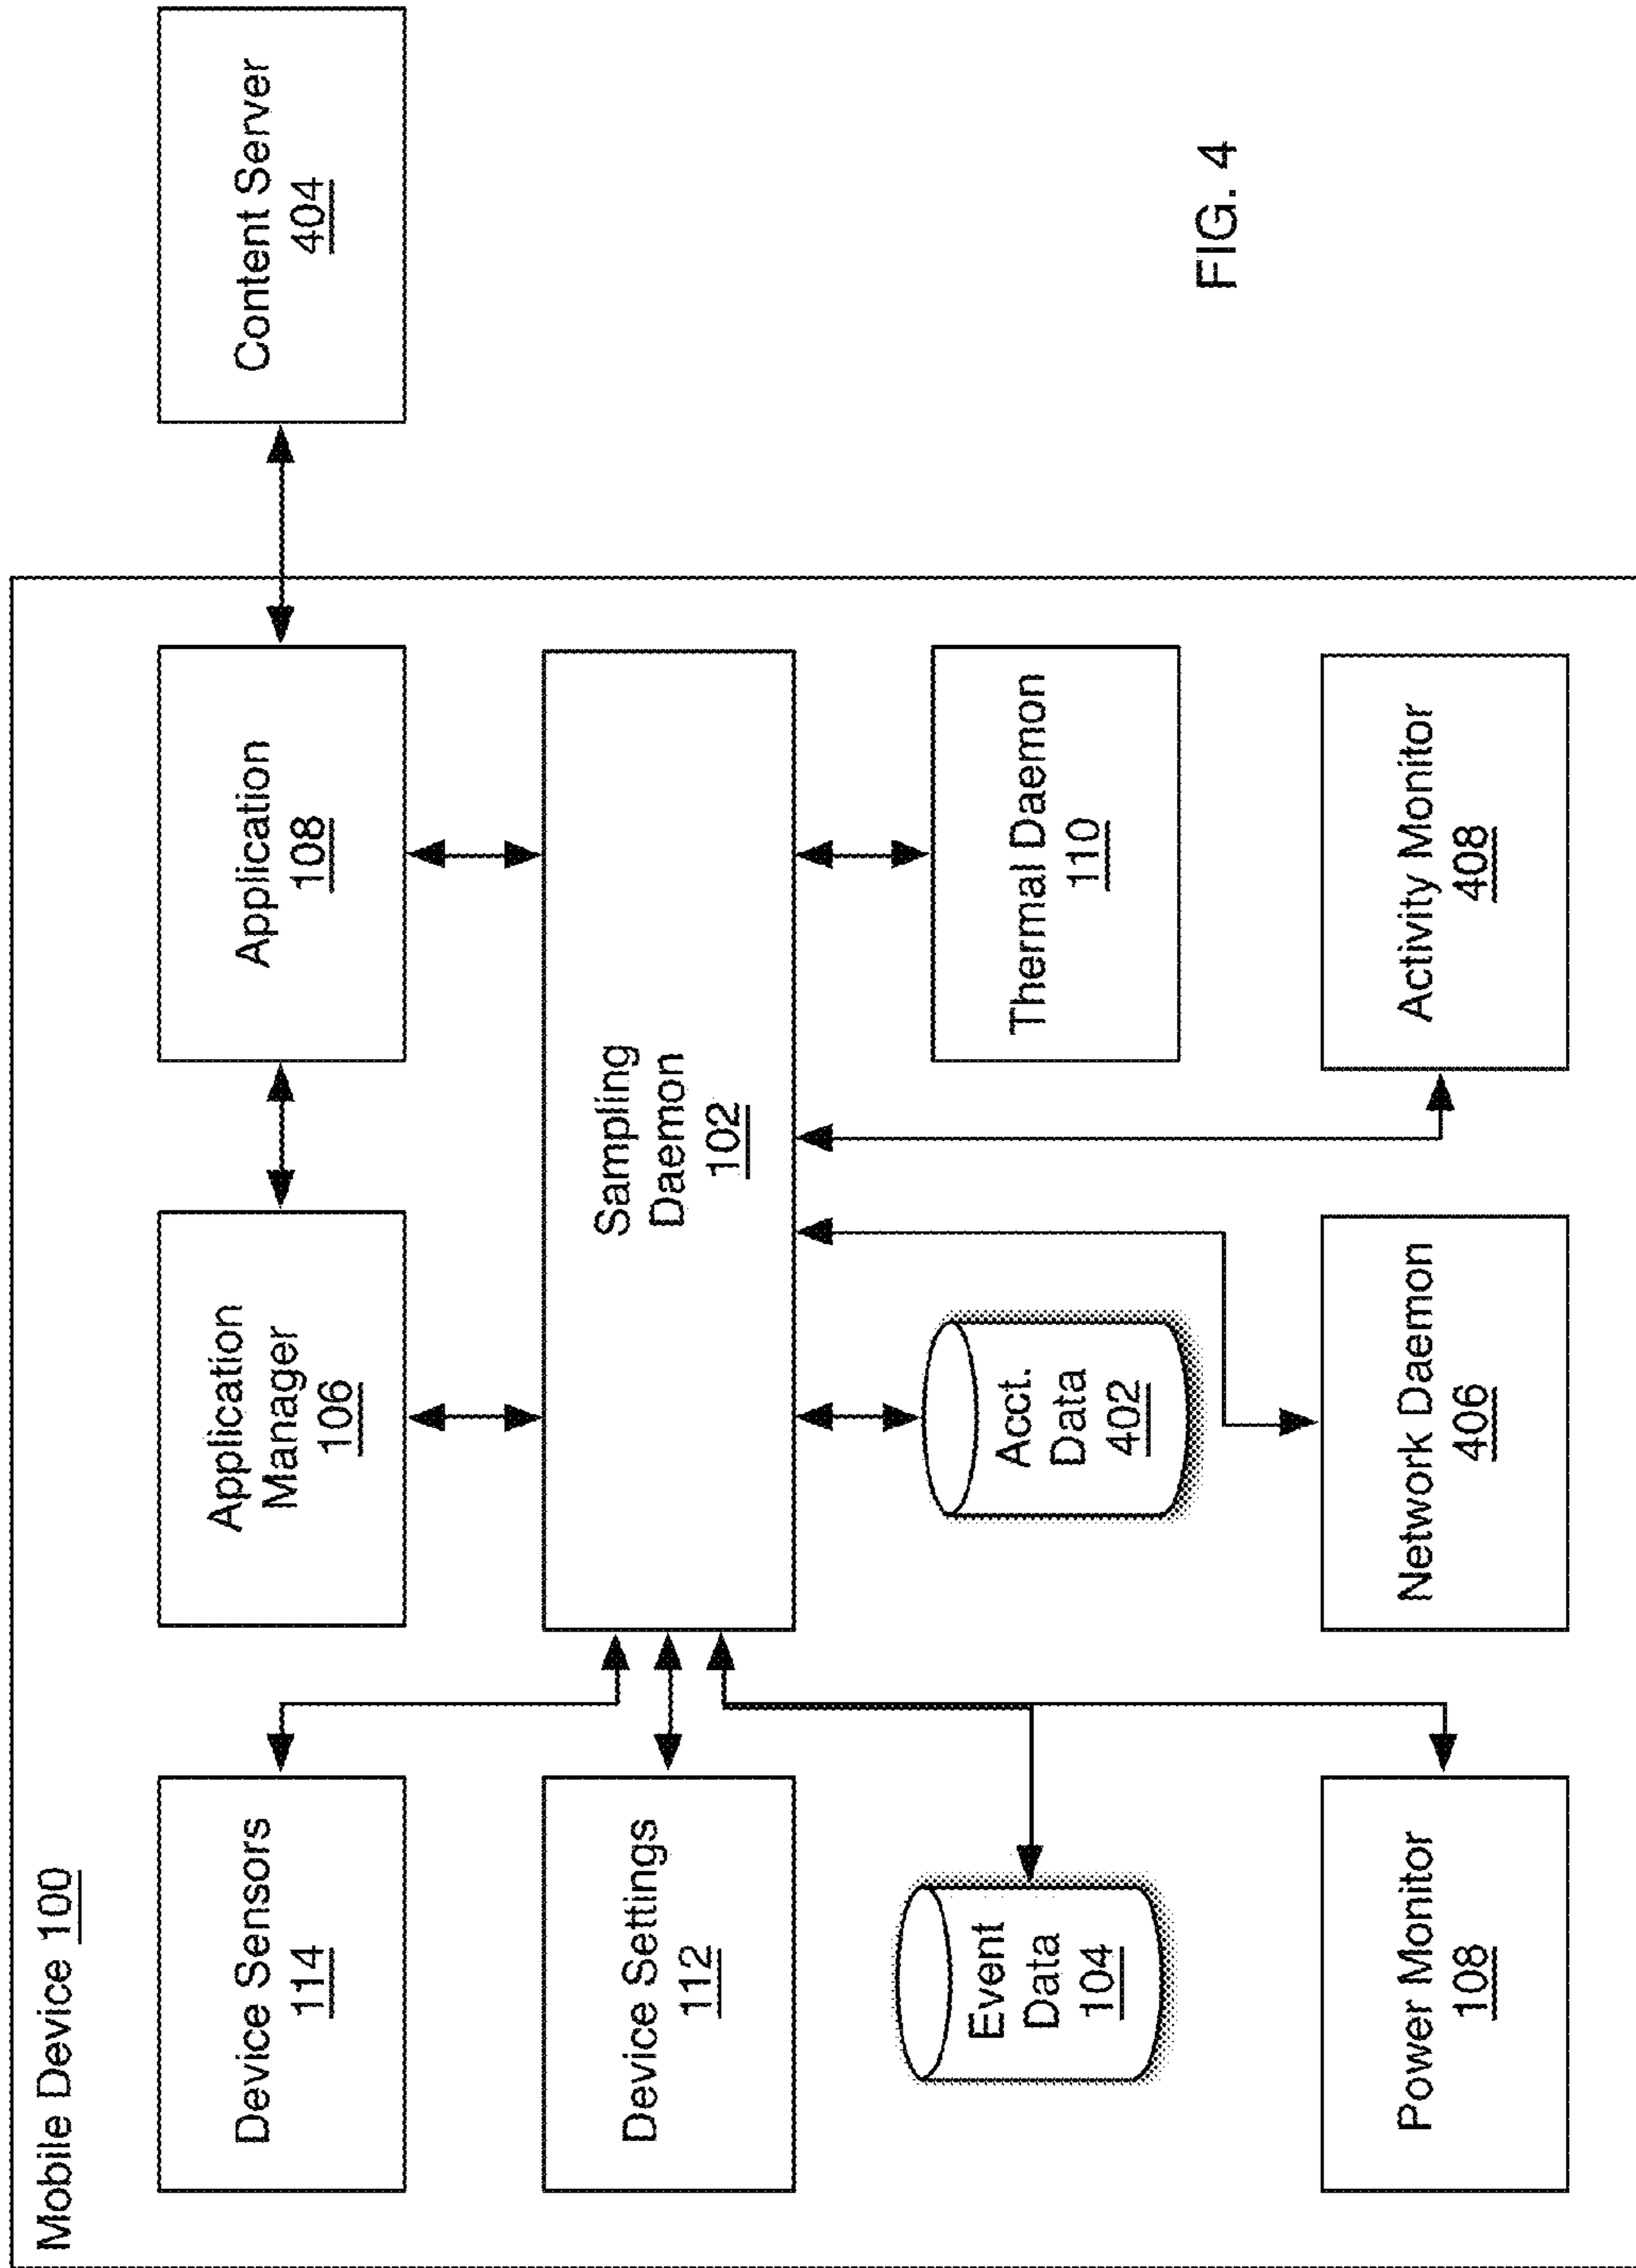 Mobile Device 100
Device Sensors
114
Application
Manager
106
Application
108
Content Server
404
Device Settings
112
Sampling
Daemon
102
Event
Data
104
Acct.
Data
402
Thermal Daemon
110
Power Monitor
108
Network Daemon
406
Activity Monitor
408
FIG. 4